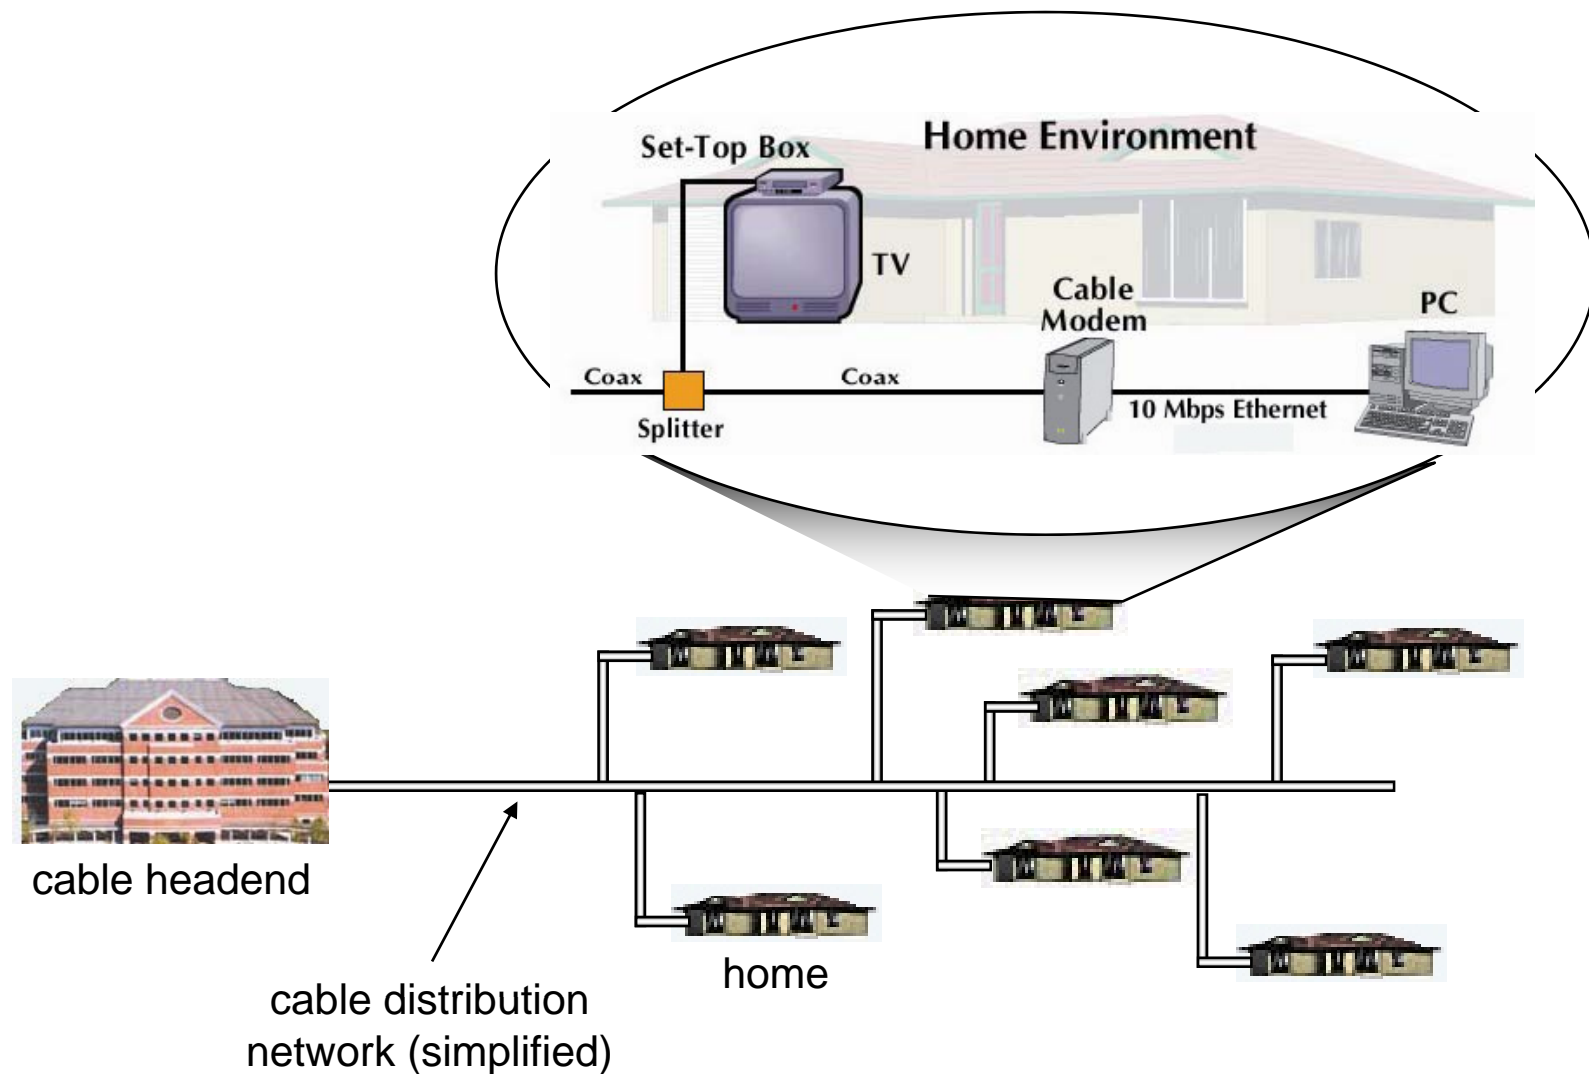 Home Environment
Set-Top Box
TV
Cable
Modem
PC
Coax
Coax
10 Mbps Ethernet
Splitter
cable headend
home
cable distribution
network (simplified)